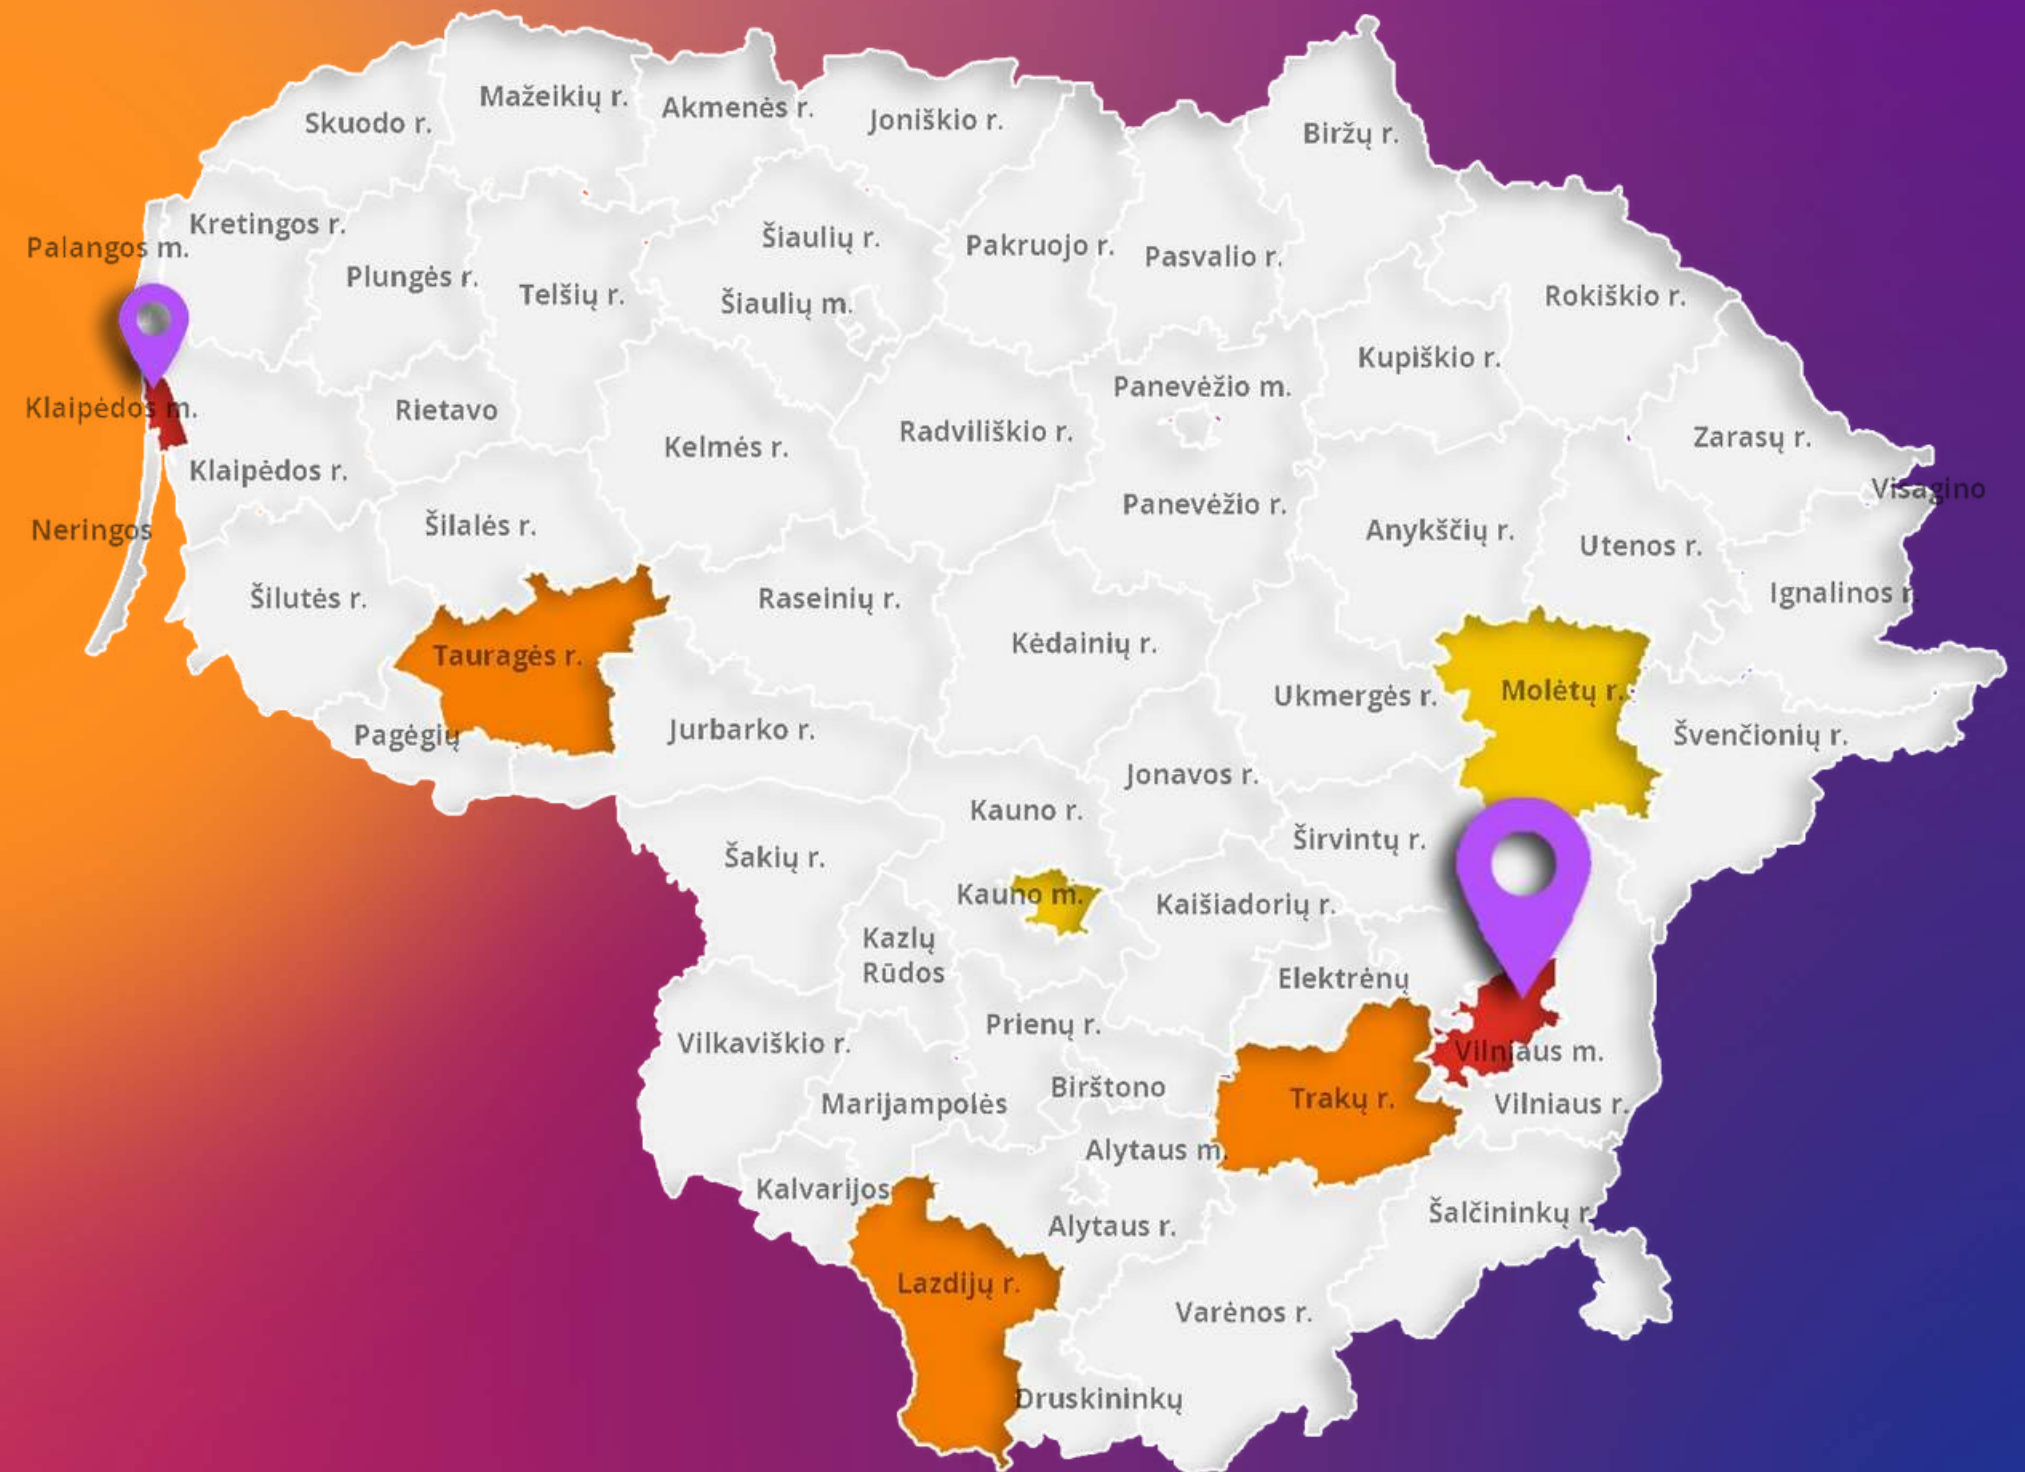 Mažeikių r.
Akmenės r.
Joniškio r.
Skuodo r.
Biržų r.
Kretingos r.
Palangos m.
Šiaulių r.
Pakruojo r.
Pasvalio r.
Plungės r.
Telšių r.
Šiaulių m.
Rokiškio r.
Kupiškio r.
Panevėžio m.
Klaipėdos m.
Rietavo
Radviliškio r.
Zarasų r.
Kelmės r.
Klaipėdos r.
Visagino
Panevėžio r.
Neringos
Šilalės r.
Anykščių r.
Utenos r.
Ignalinos r.
Šilutės r.
Raseinių r.
Kėdainių r.
Tauragės r.
Ukmergės r.
Molėtų r.
Pagėgių
Jurbarko r.
Švenčionių r.
Jonavos r.
Kauno r.
Širvintų r.
Šakių r.
Kauno m.
Kaišiadorių r.
Kazlų
Rūdos
Elektrėnų
Prienų r.
Vilkaviškio r.
Vilniaus m.
Birštono
Trakų r.
Marijampolės
Vilniaus r.
Alytaus m.
Kalvarijos
Šalčininkų r.
Alytaus r.
Lazdijų r.
Varėnos r.
Druskininkų